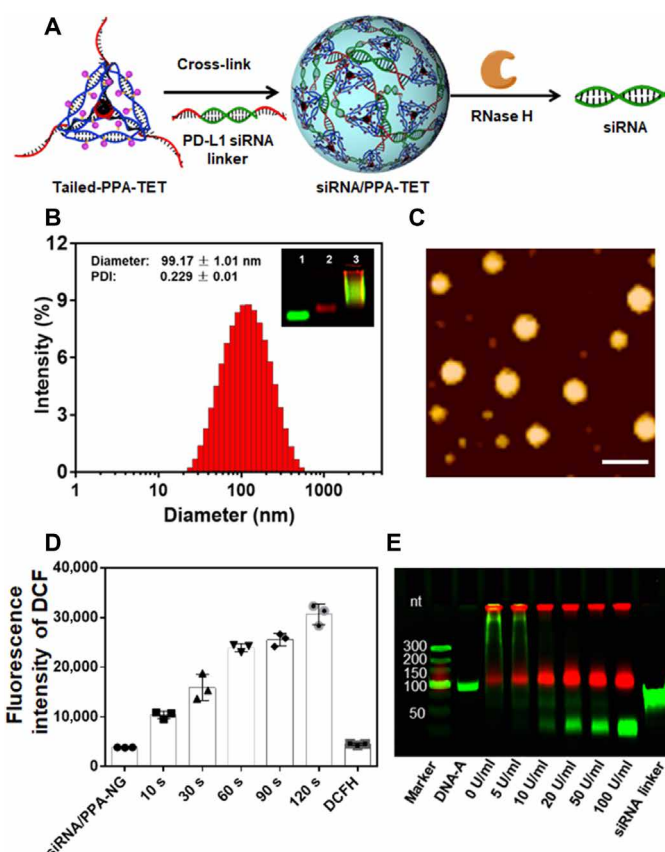 A
Cross-link
PD-L1 siRNA
linker
RNase H
siRNA
Tailed-PPA-TET
siRNA/PPA-TET
B
Diameter: 99.17 ± 1.01 nm
PDI: 0.229 ± 0.01
1 2 3
12
9
6
3
0
Intensity (%)
1 10 100 1000
Diameter (nm)
C
D
40,000
30,000
20,000
10,000
0
Fluorescence
intensity of DCF
siRNA/PPA-NG
10 s
30 s
60 s
90 s
120 s
DCFH
E
nt
300
200
150
100
50
Marker
DNA-A
0 U/ml
5 U/ml
10 U/ml
20 U/ml
50 U/ml
100 U/ml
siRNA linker